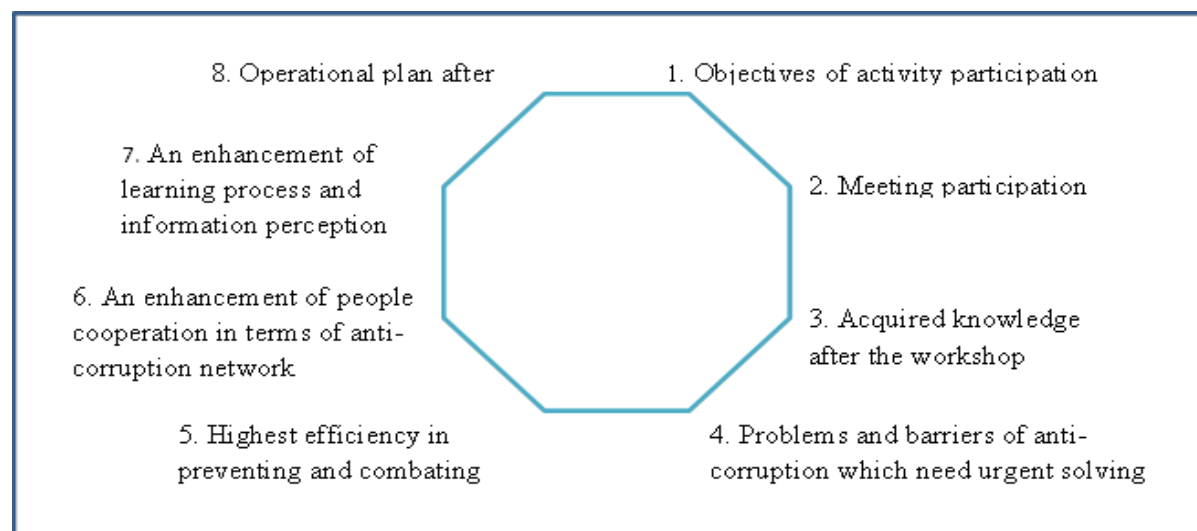 8. Operational plan after
1. Objectives of activity participation
7. An enhancement of
learning process and
information perception
2. Meeting participation
6. An enhancement of people
cooperation in terms of anti-
corruption network
3. Acquired knowledge
after the workshop
5. Highest efficiency in
preventing and combating
4. Problems and barriers of anti-
corruption which need urgent solving